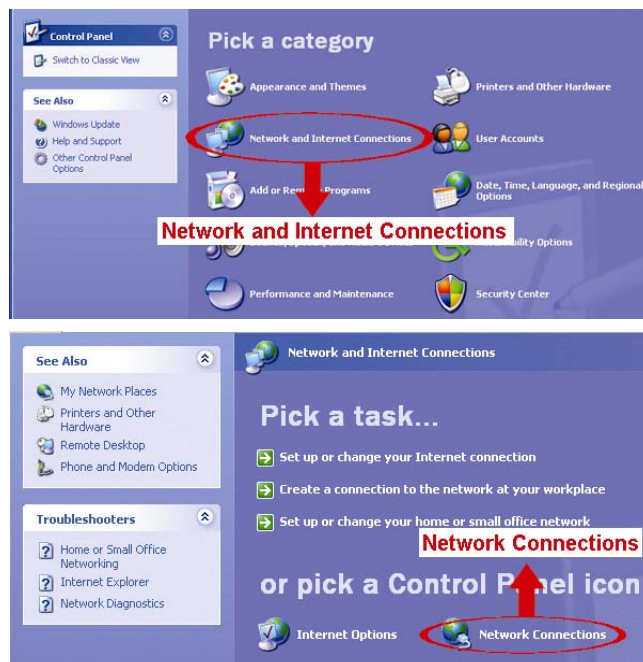 Control Panel
Switch to Classic View
See Also
Windows Update
Help and Support
Other Control Panel
Options
Pick a category
Appearance and Themes
Printers and Other Hardware
Network and Internet Connections
User Accounts
Add or Remove Programs
Date, Time, Language, and Regional
Options
Network and Internet Connections
Performance and Maintenance
Security Center
See Also
My Network Places
Printers and Other
Hardware
Remote Desktop
Phone and Modem Options
Troubleshooters
Home or Small Office
Networking
Internet Explorer
Network Diagnostics
Network and Internet Connections
Pick a task...
Set up or change your Internet connection
Create a connection to the network at your workplace
Set up or change your home or small office network
Network Connections
or pick a Control Panel icon
Internet Options
Network Connections